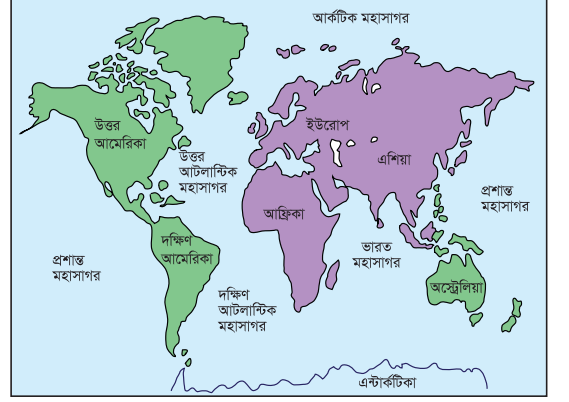 আর্কটিক মহাসাগর
উত্তর
আমেরিকা
ইউরোপ
এশিয়া
উত্তর
আটলান্টিক
মহাসাগর
প্রশান্ত
মহাসাগর
আফ্রিকা
দক্ষিণ
আমেরিকা
ভারত
মহাসাগর
প্রশান্ত
মহাসাগর
দক্ষিণ
আটলান্টিক
মহাসাগর
অস্ট্রেলিয়া
এন্টার্কটিকা